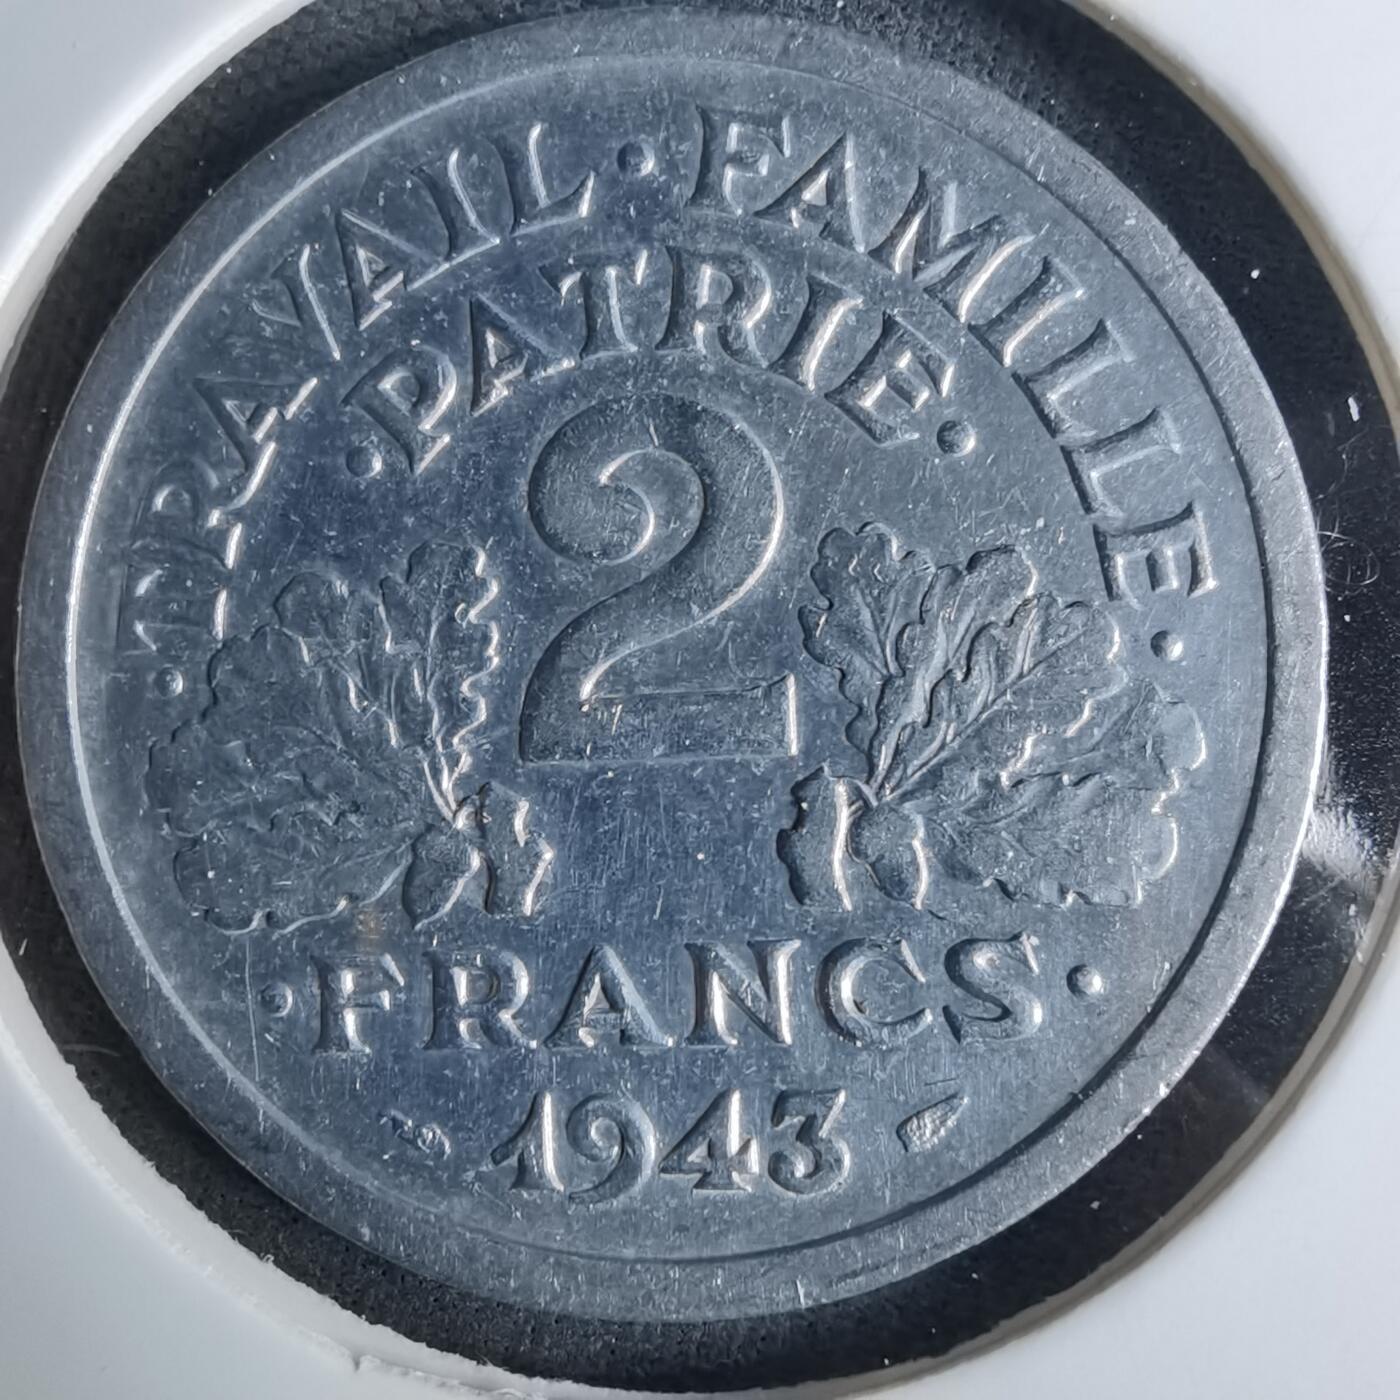 ·TRAVAIL·FAMILLE·
·PATRIE·
2
·FRANCS·
1943